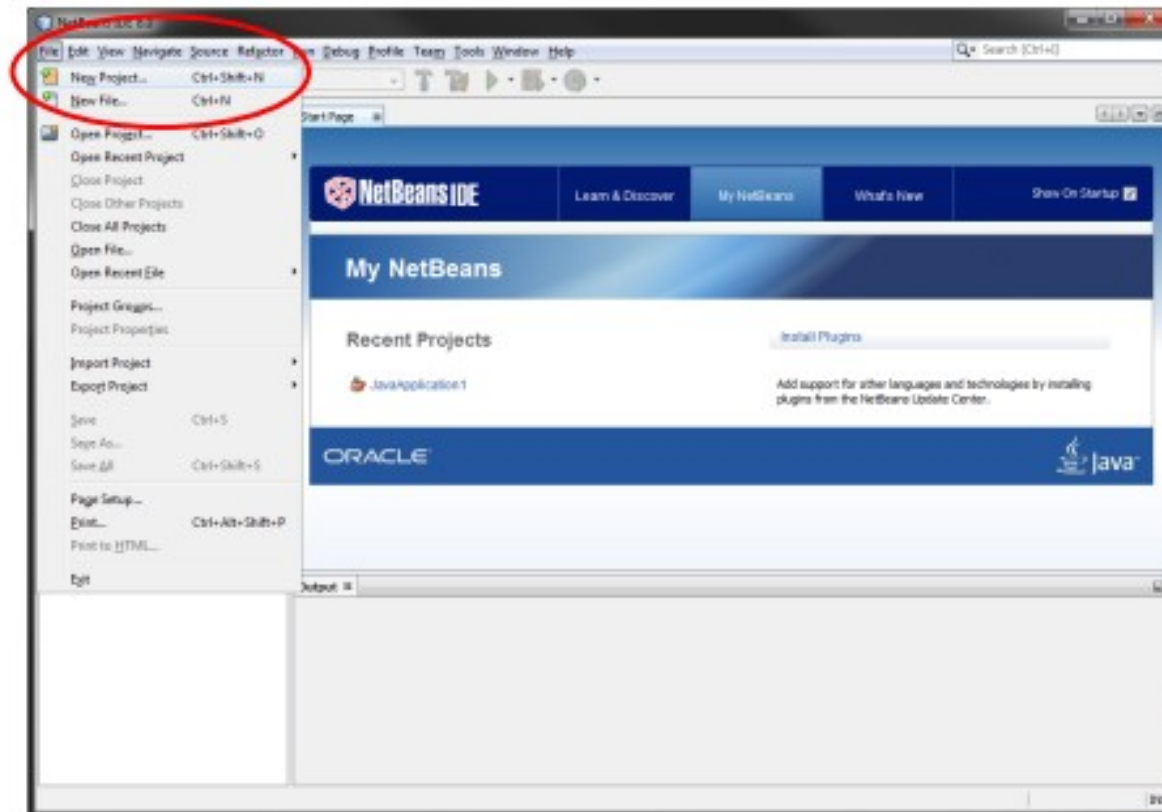 NetBeans IDE 8.0
File Edit View Navigate Source Refactor Run Debug Profile Team Tools Window Help
Search (Ctrl+I)
New Project... Ctrl+Shift+N
New File... Ctrl+N
Open Project... Ctrl+Shift+O
Open Recent Project
Close Project
Close Other Projects
Close All Projects
Open File...
Open Recent File
Project Groups...
Project Properties
Import Project
Export Project
Save Ctrl+S
Save As...
Save All Ctrl+Shift+S
Page Setup...
Print... Ctrl+Alt+Shift+P
Print to HTML...
Exit
Start Page
NetBeans IDE
Learn & Discover
My NetBeans
What's New
Show On Startup
My NetBeans
Recent Projects
JavaApplication1
Install Plugins
Add support for other languages and technologies by installing
plugins from the NetBeans Update Center.
ORACLE
Java
Output